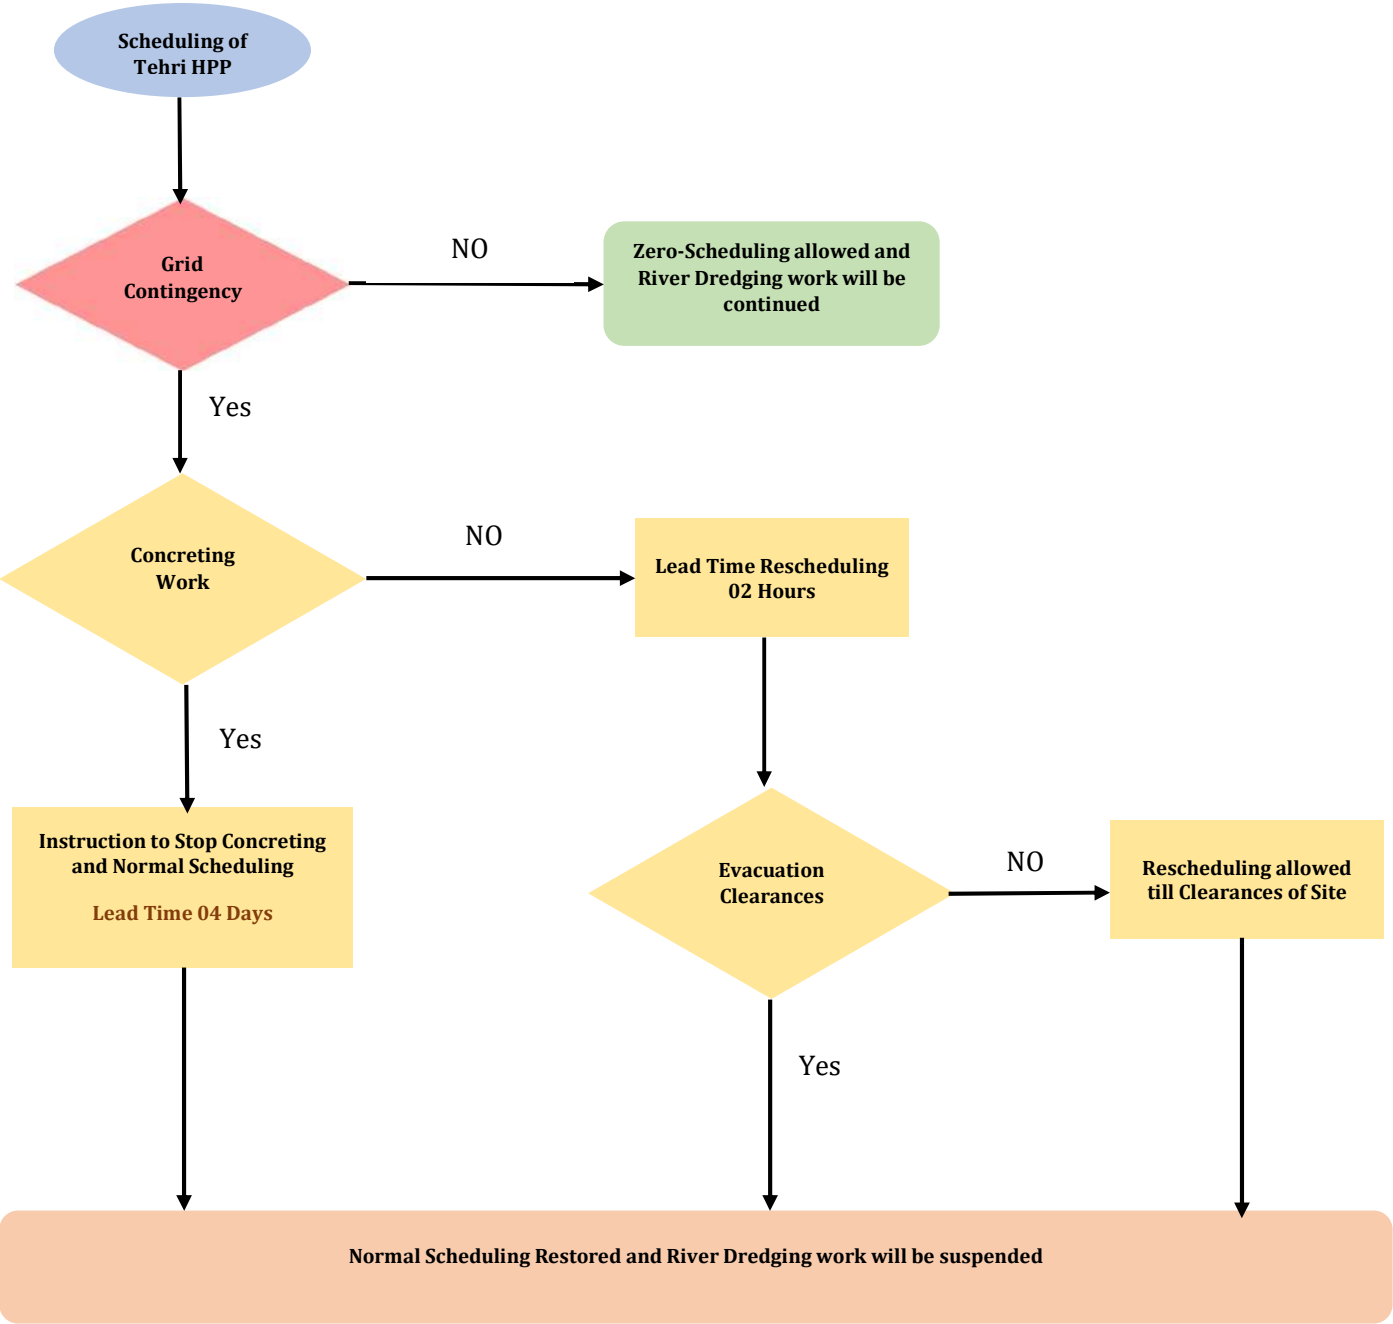 Scheduling of
Tehri HPP
Grid
Contingency
NO
Zero-Scheduling allowed and
River Dredging work will be
continued
Yes
Concreting
Work
NO
Lead Time Rescheduling
02 Hours
Yes
Instruction to Stop Concreting
and Normal Scheduling
Lead Time 04 Days
Evacuation
Clearances
NO
Rescheduling allowed
till Clearances of Site
Yes
Normal Scheduling Restored and River Dredging work will be suspended